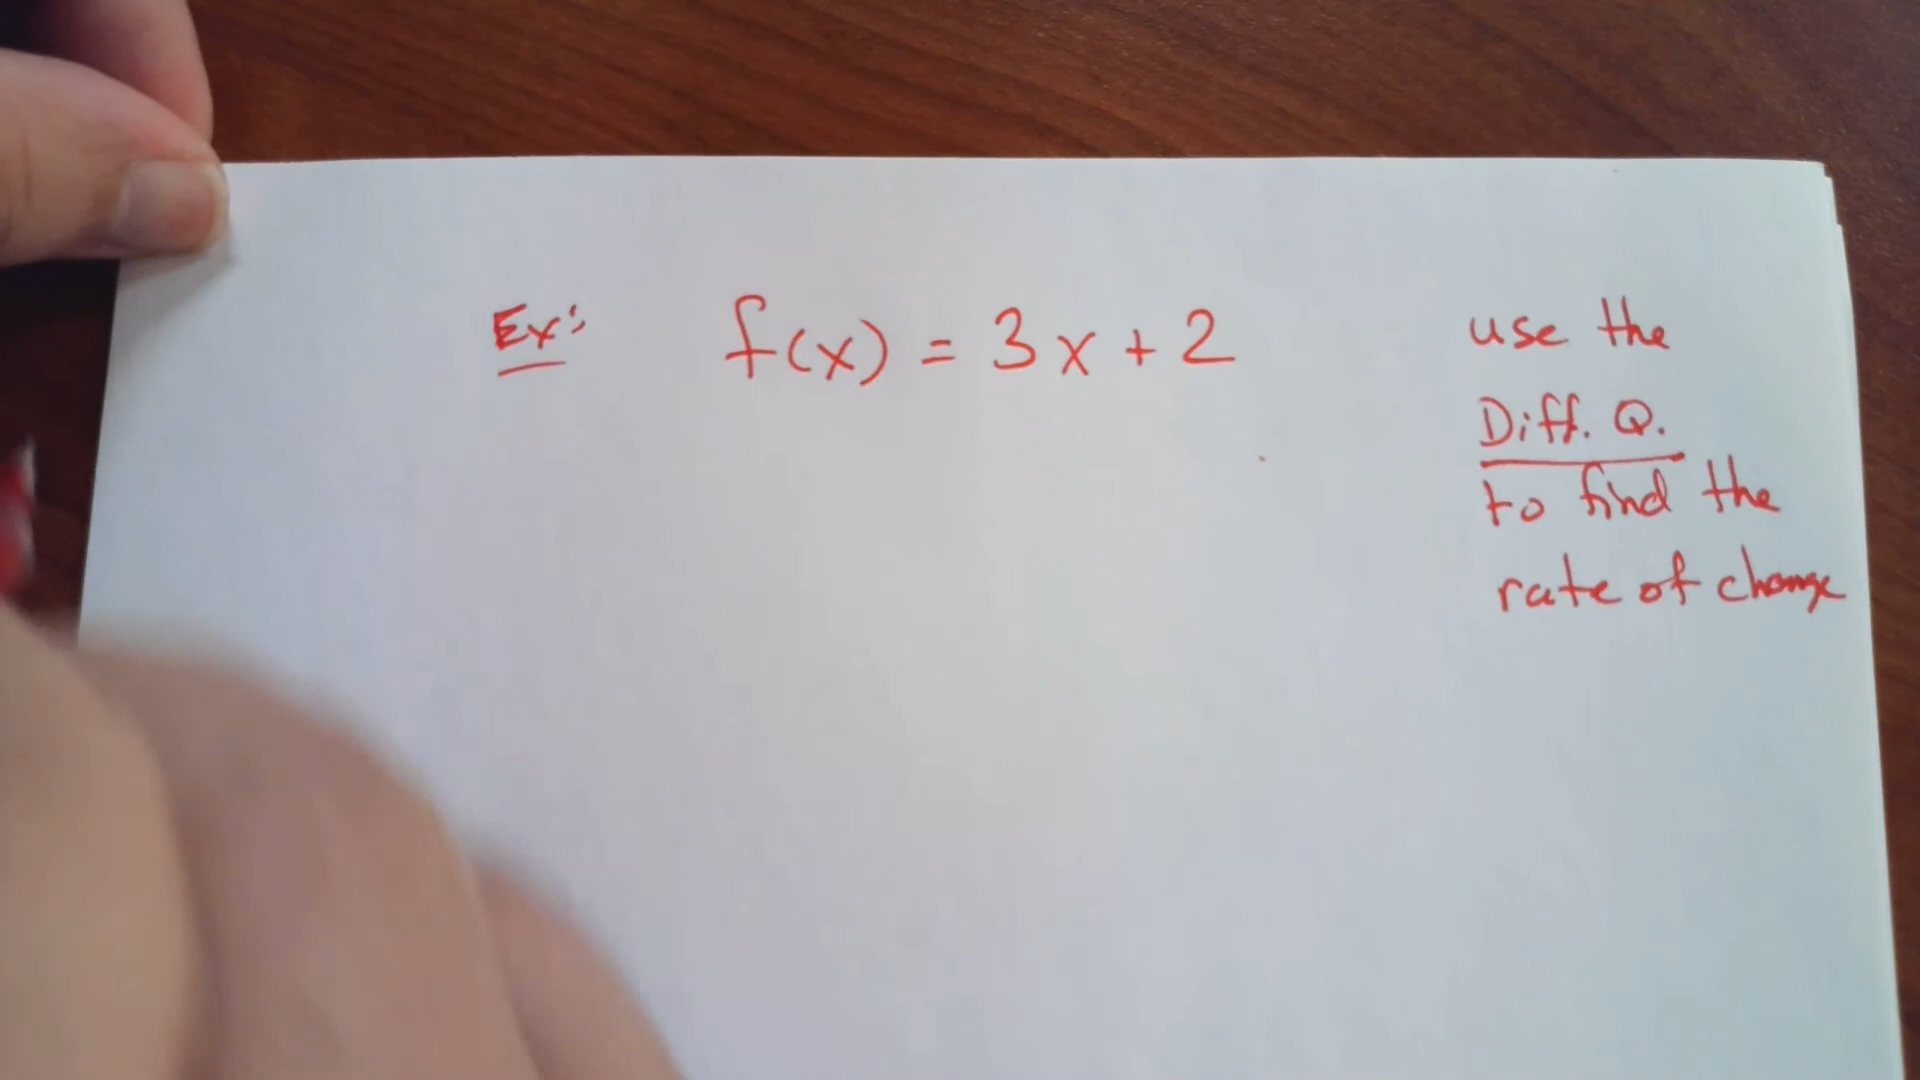 Ex: f(x) = 3x + 2
use the
Diff. Q.
to find the
rate of change